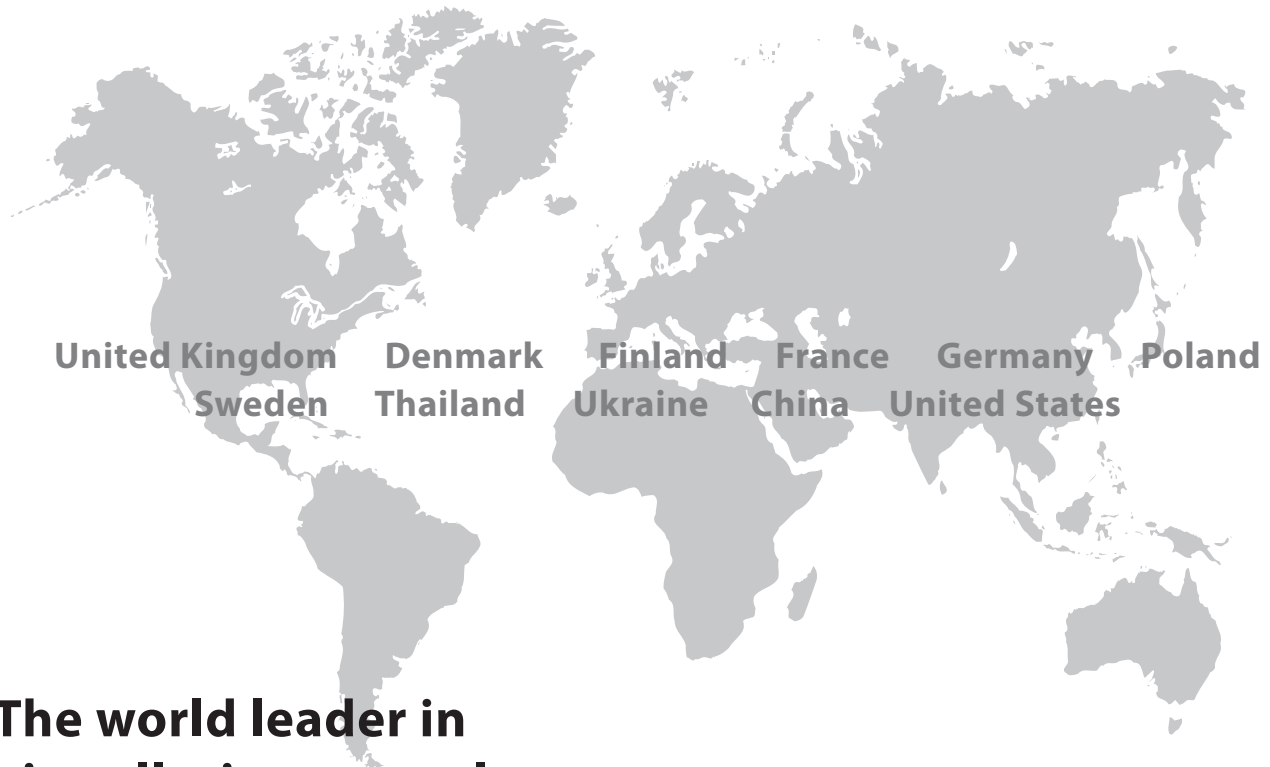 United Kingdom Denmark Finland France Germany Poland
Sweden Thailand Ukraine China United States
The world leader in